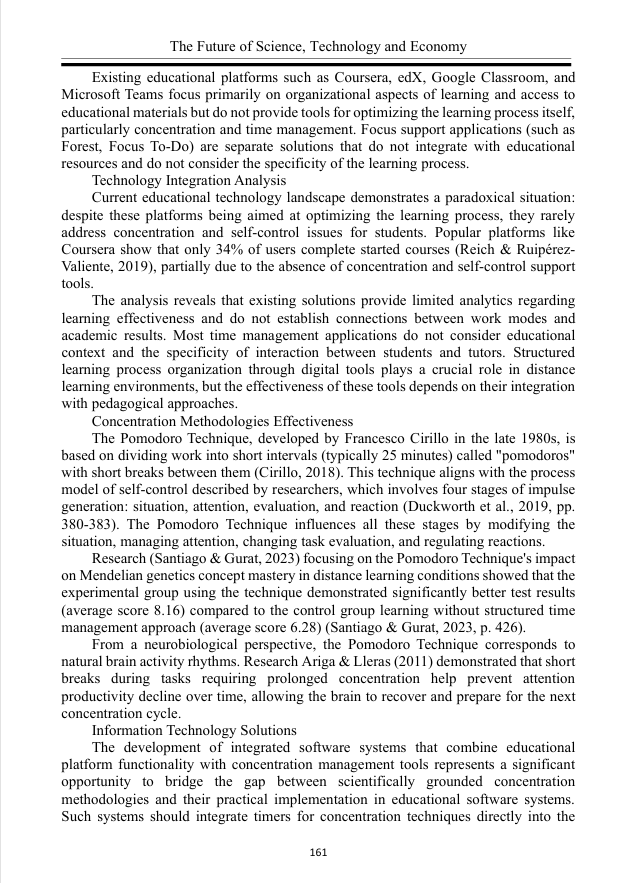 The Future of Science, Technology and Economy
Existing educational platforms such as Coursera, edX, Google Classroom, and
Microsoft Teams focus primarily on organizational aspects of learning and access to
educational materials but do not provide tools for optimizing the learning process itself,
particularly concentration and time management. Focus support applications (such as
Forest, Focus To-Do) are separate solutions that do not integrate with educational
resources and do not consider the specificity of the learning process.
Technology Integration Analysis
Current educational technology landscape demonstrates a paradoxical situation:
despite these platforms being aimed at optimizing the learning process, they rarely
address concentration and self-control issues for students. Popular platforms like
Coursera show that only 34% of users complete started courses (Reich & Ruipérez-
Valiente, 2019), partially due to the absence of concentration and self-control support
tools.
The analysis reveals that existing solutions provide limited analytics regarding
learning effectiveness and do not establish connections between work modes and
academic results. Most time management applications do not consider educational
context and the specificity of interaction between students and tutors. Structured
learning process organization through digital tools plays a crucial role in distance
learning environments, but the effectiveness of these tools depends on their integration
with pedagogical approaches.
Concentration Methodologies Effectiveness
The Pomodoro Technique, developed by Francesco Cirillo in the late 1980s, is
based on dividing work into short intervals (typically 25 minutes) called "pomodoros"
with short breaks between them (Cirillo, 2018). This technique aligns with the process
model of self-control described by researchers, which involves four stages of impulse
generation: situation, attention, evaluation, and reaction (Duckworth et al., 2019, pp.
380-383). The Pomodoro Technique influences all these stages by modifying the
situation, managing attention, changing task evaluation, and regulating reactions.
Research (Santiago & Gurat, 2023) focusing on the Pomodoro Technique's impact
on Mendelian genetics concept mastery in distance learning conditions showed that the
experimental group using the technique demonstrated significantly better test results
(average score 8.16) compared to the control group learning without structured time
management approach (average score 6.28) (Santiago & Gurat, 2023, p. 426).
From a neurobiological perspective, the Pomodoro Technique corresponds to
natural brain activity rhythms. Research Ariga & Lleras (2011) demonstrated that short
breaks during tasks requiring prolonged concentration help prevent attention
productivity decline over time, allowing the brain to recover and prepare for the next
concentration cycle.
Information Technology Solutions
The development of integrated software systems that combine educational
platform functionality with concentration management tools represents a significant
opportunity to bridge the gap between scientifically grounded concentration
methodologies and their practical implementation in educational software systems.
Such systems should integrate timers for concentration techniques directly into the
161